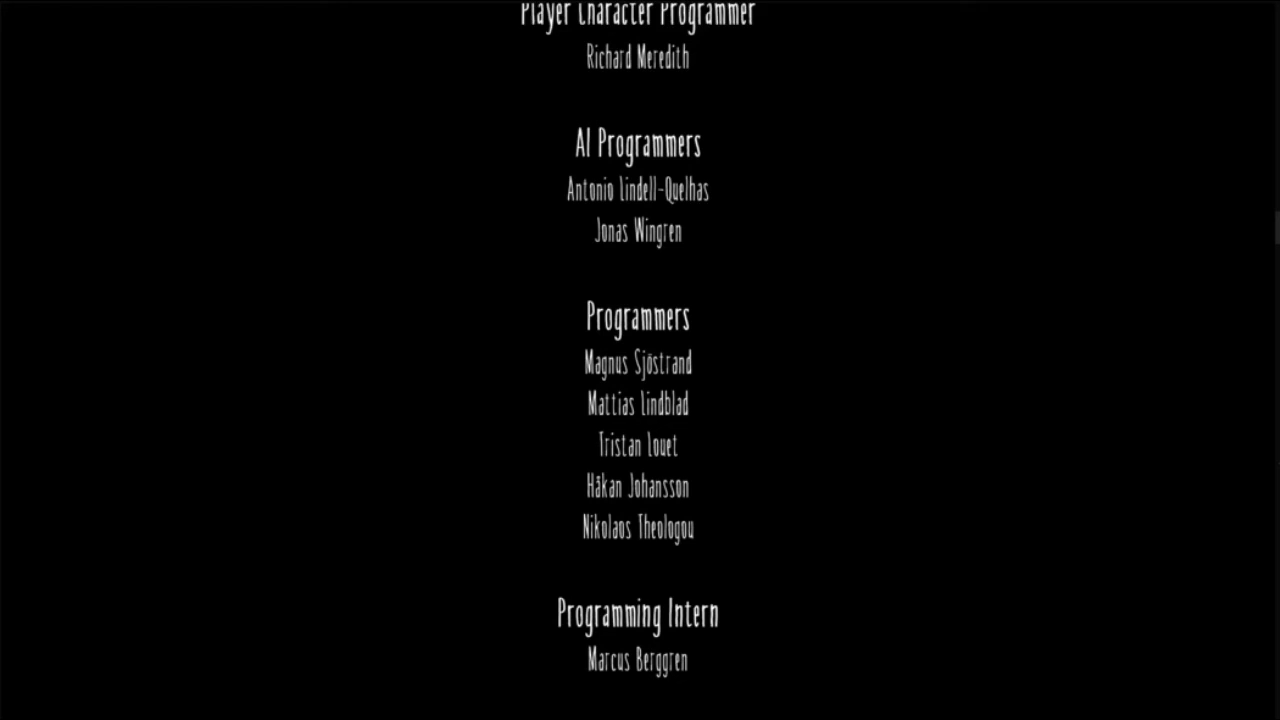 Player Character Programmer
Richard Meredith
AI Programmers
Antonio Lindell-Quelhas
Jonas Wingren
Programmers
Magnus Sjöstrand
Mattias Lindblad
Tristan Louet
Håkan Johansson
Nikolaos Theologou
Programming Intern
Marcus Berggren